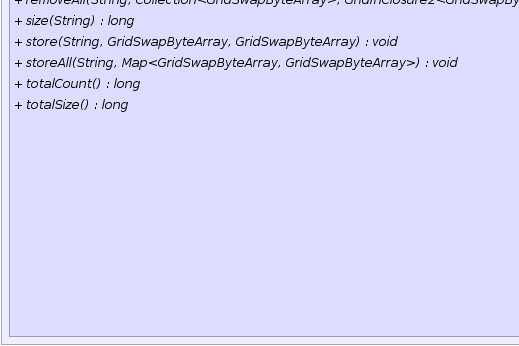 + removeAll(String, Collection<GridSwapByteArray>, GridInClosure2<GridSwapBy
+ size(String) : long
+ store(String, GridSwapByteArray, GridSwapByteArray) : void
+ storeAll(String, Map<GridSwapByteArray, GridSwapByteArray>) : void
+ totalCount() : long
+ totalSize() : long